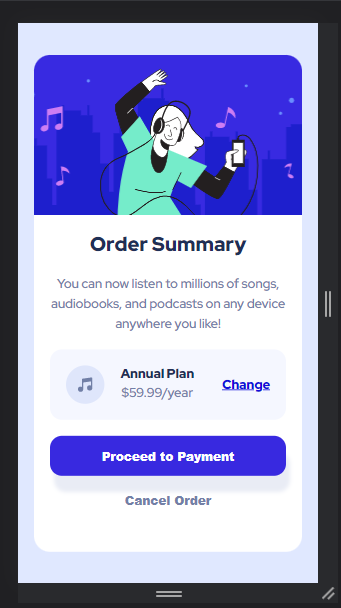 Order Summary
You can now listen to millions of songs,
audiobooks, and podcasts on any device
anywhere you like!
Annual Plan
$59.99/year
Change
Proceed to Payment
Cancel Order